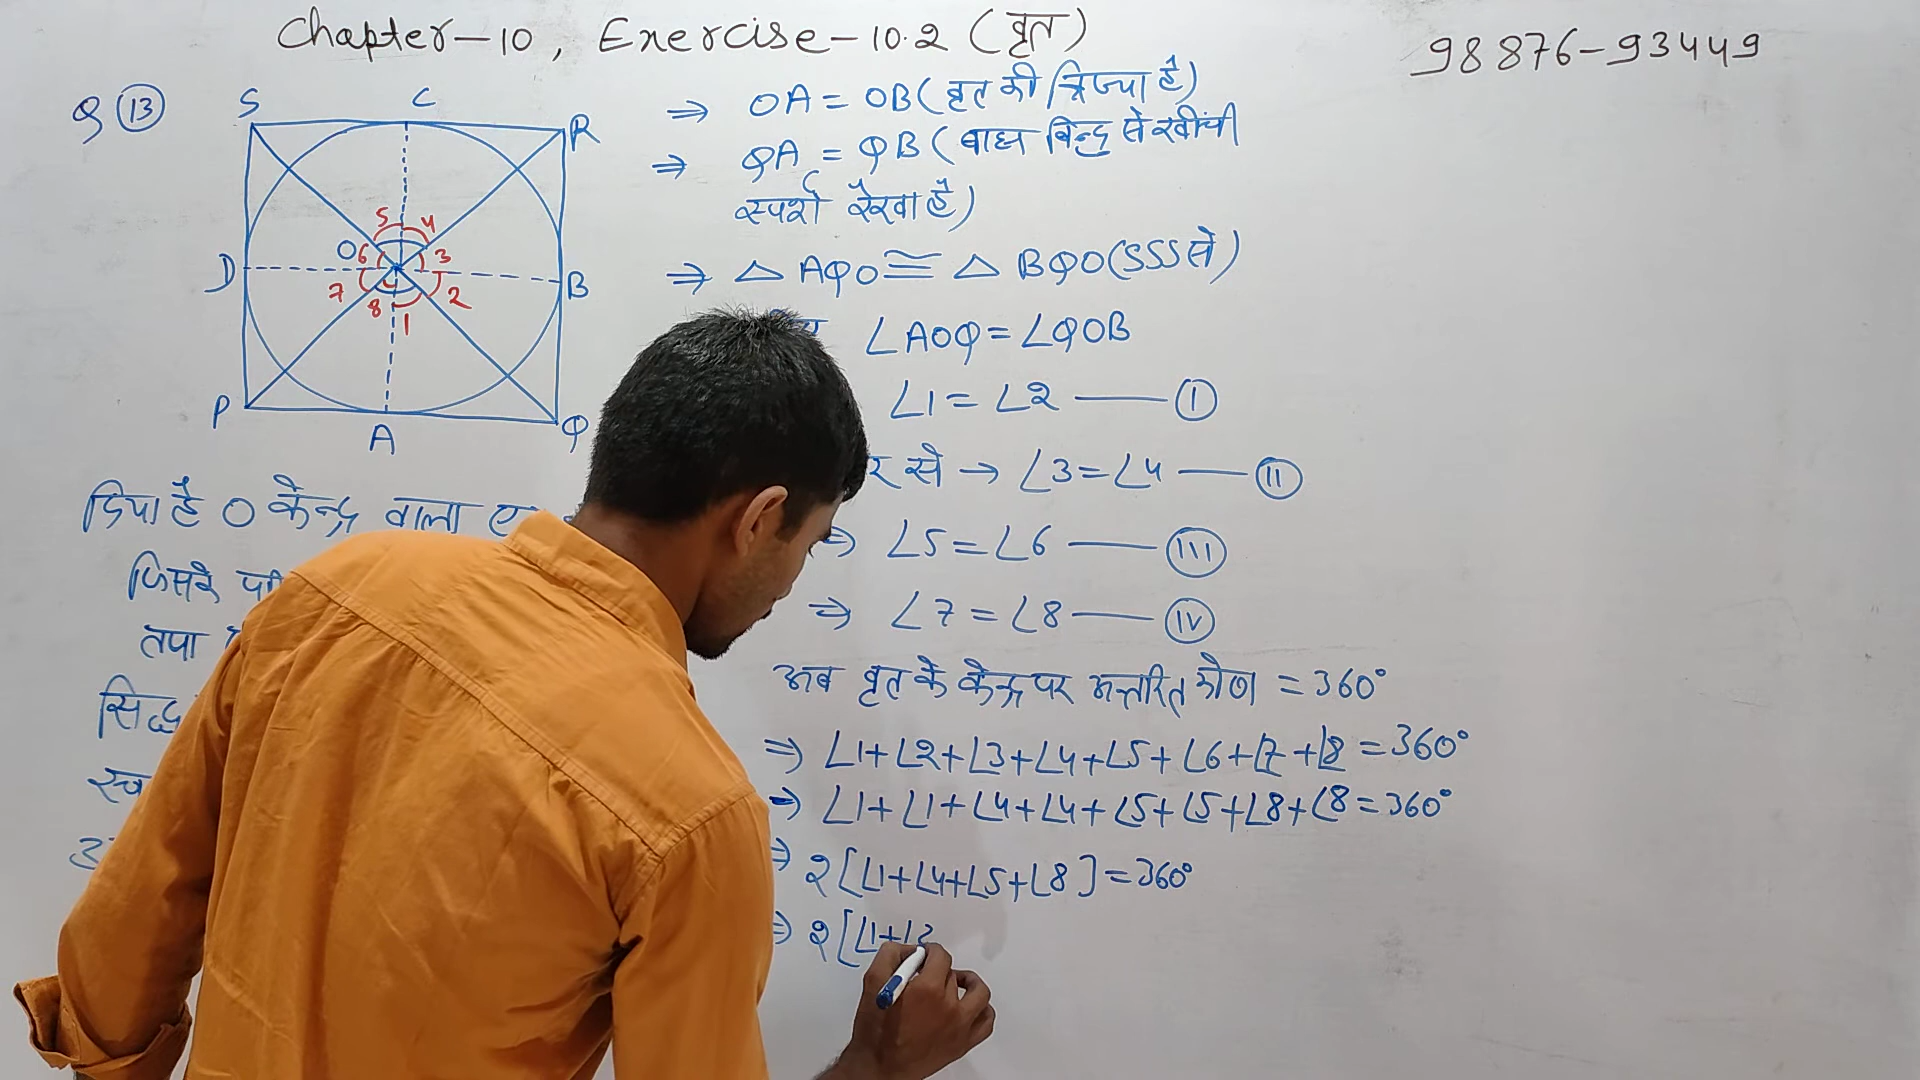 Chapter-10, Exercise-10.2 (वृत)
98876-93449
Q 13
S C R
D O B
P A Q
5 4 3 2 1 8 7 6
दिया है O केन्द्र वाला
जिसके
तथा
सिद्ध
⇒ OA = OB (वृत की त्रिज्या है)
⇒ QA = QB (बाह्य बिन्दु से खींची
स्पर्श रेखा है)
⇒ △ AQO ≅ △ BQO (SSS से)
∠AOQ = ∠QOB
∠1 = ∠2 — I
से → ∠3 = ∠4 — II
⇒ ∠5 = ∠6 — III
⇒ ∠7 = ∠8 — IV
अब वृत के केन्द्र पर अन्तरित कोण = 360°
⇒ ∠1+∠2+∠3+∠4+∠5+∠6+∠7+∠8 = 360°
⇒ ∠1+∠1+∠4+∠4+∠5+∠5+∠8+∠8 = 360°
⇒ 2[∠1+∠4+∠5+∠8] = 360°
⇒ 2[∠1+∠